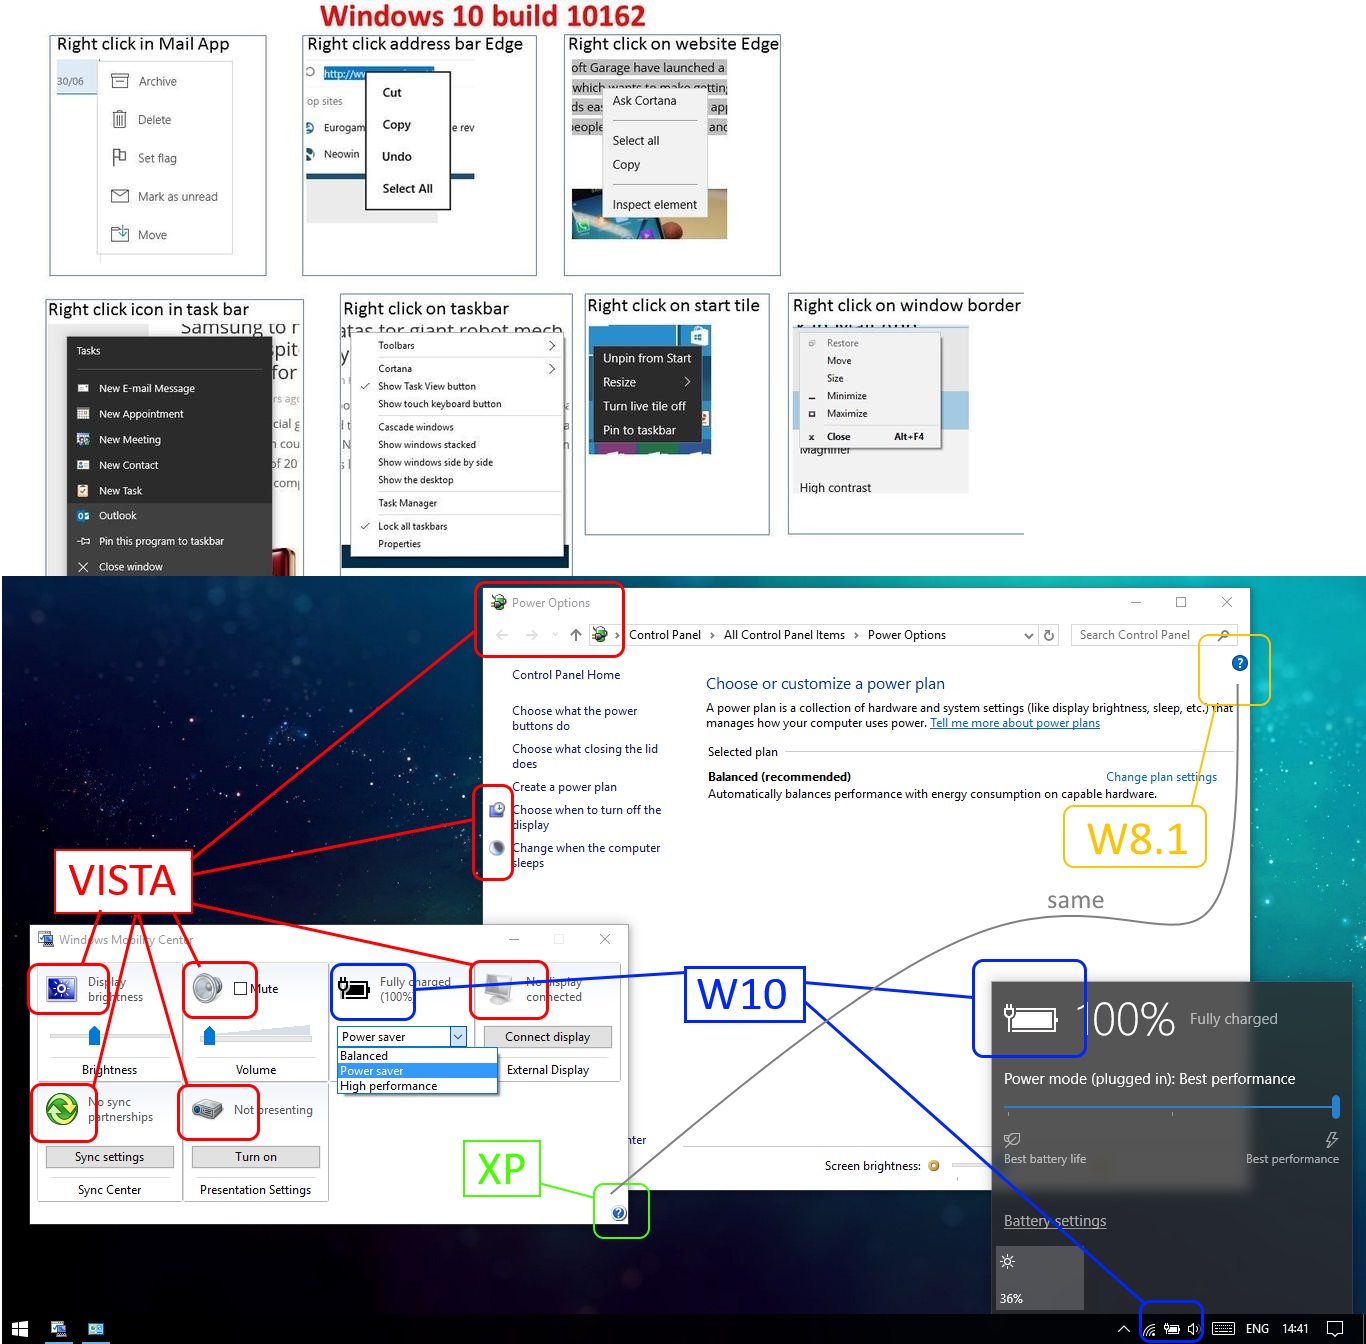 Windows 10 build 10162
Right click in Mail App
30/06
Archive
Delete
Set flag
Mark as unread
Move
Right click address bar Edge
http://w
op sites
Eurogam
e rev
Neowin
Cut
Copy
Undo
Select All
Right click on website Edge
oft Garage have launched a
which wants to make getting
ds eas
app
people
and
Ask Cortana
Select all
Copy
Inspect element
Right click icon in task bar
Samsung to r
spit
for
rs ago
cial g
n cou
of 20
comp
Tasks
New E-mail Message
New Appointment
New Meeting
New Contact
New Task
Outlook
Pin this program to taskbar
Close window
Right click on taskbar
atas for giant robot mech
Toolbars
Cortana
Show Task View button
Show touch keyboard button
Cascade windows
Show windows stacked
Show windows side by side
Show the desktop
Task Manager
Lock all taskbars
Properties
Right click on start tile
Unpin from Start
Resize
Turn live tile off
Pin to taskbar
Right click on window border
Restore
Move
Size
Minimize
Maximize
Close Alt+F4
Magnifier
High contrast
Power Options
Control Panel > All Control Panel Items > Power Options
Search Control Panel
Control Panel Home
Choose what the power
buttons do
Choose what closing the lid
does
Create a power plan
Choose when to turn off the
display
Change when the computer
sleeps
Choose or customize a power plan
A power plan is a collection of hardware and system settings (like display brightness, sleep, etc.) that
manages how your computer uses power. Tell me more about power plans
Selected plan
Balanced (recommended)
Change plan settings
Automatically balances performance with energy consumption on capable hardware.
W8.1
same
VISTA
W10
XP
Windows Mobility Center
Display
brightness
Brightness
Mute
Volume
Fully charged
(100%)
Power saver
Balanced
Power saver
High performance
No display
connected
Connect display
External Display
No sync
partnerships
Sync settings
Sync Center
Not presenting
Turn on
Presentation Settings
nter
Screen brightness:
100% Fully charged
Power mode (plugged in): Best performance
Best battery life
Best performance
Battery settings
36%
ENG 14:41